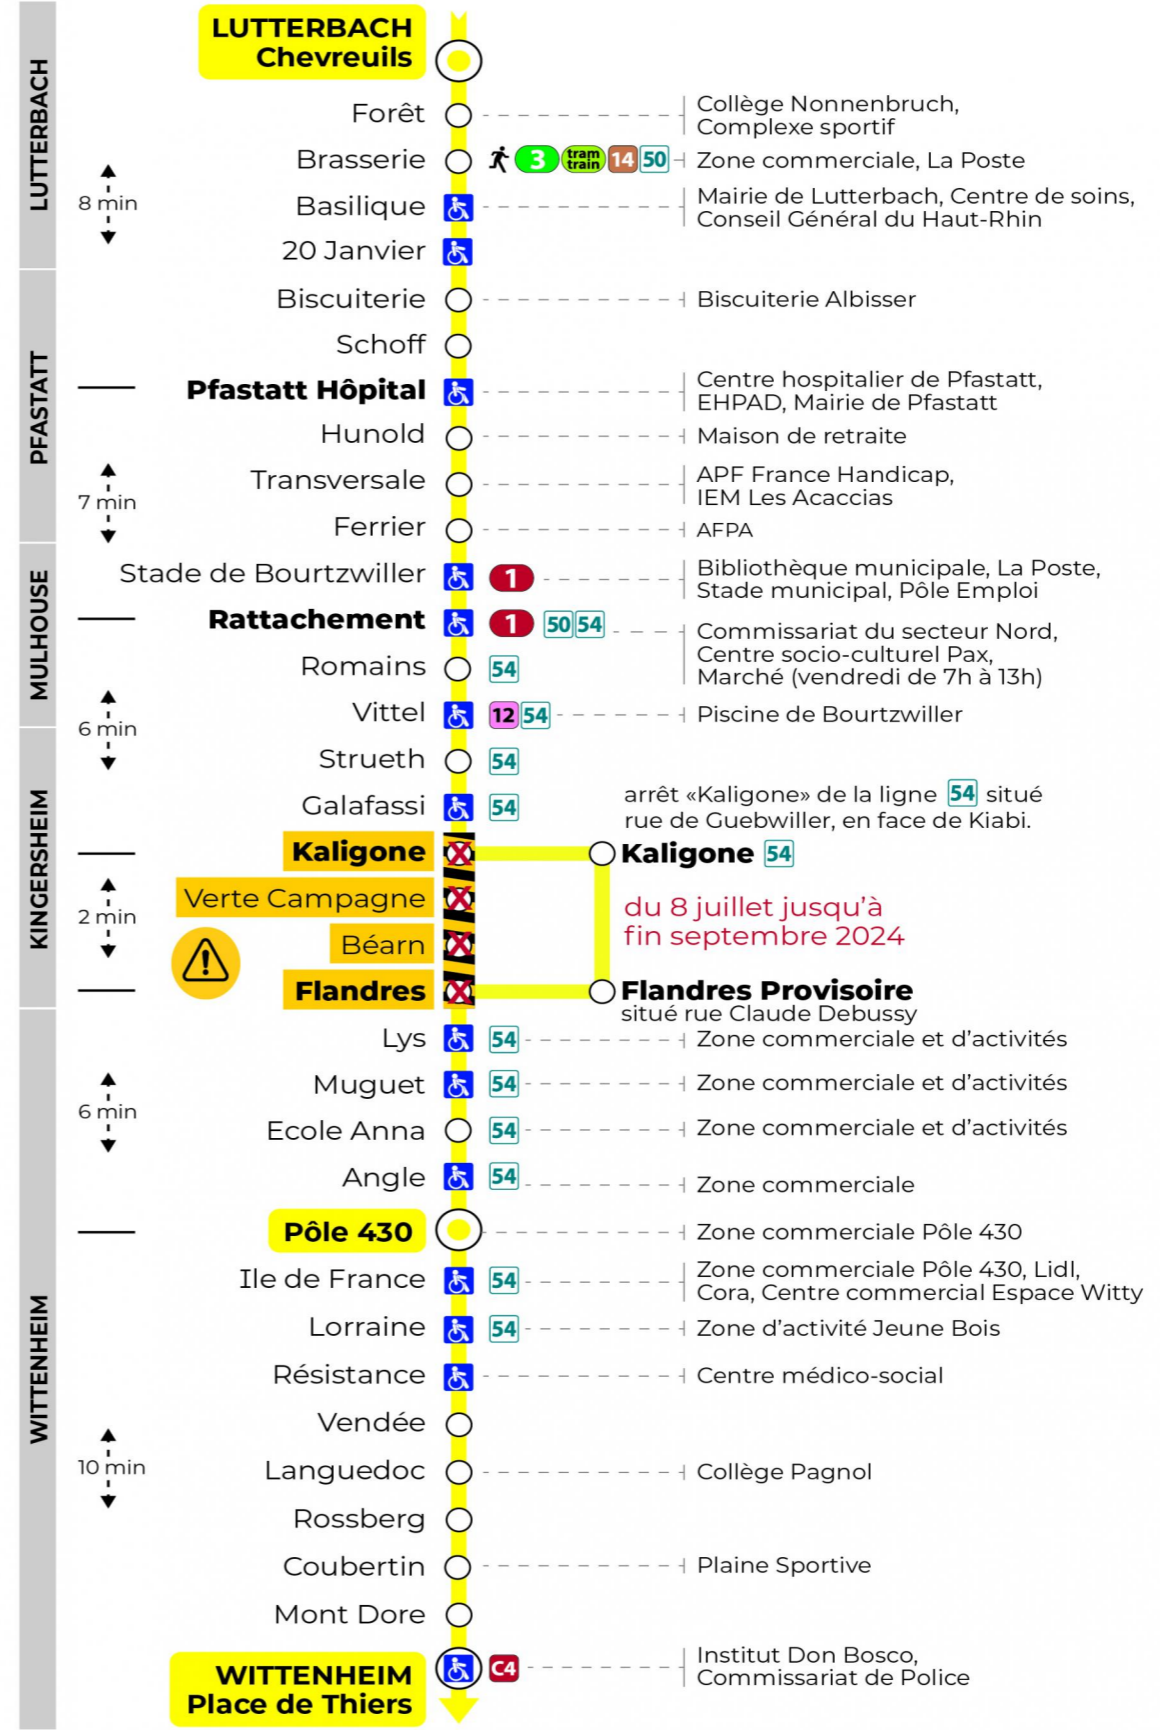 LUTTERBACH
Chevreuils
LUTTERBACH
Forêt
Collège Nonnenbruch,
Complexe sportif
Brasserie
3
tram
train
14
50
Zone commerciale, La Poste
8 min
Basilique
Mairie de Lutterbach, Centre de soins,
Conseil Général du Haut-Rhin
20 Janvier
PFASTATT
Biscuiterie
Biscuiterie Albisser
Schoff
Pfastatt Hôpital
Centre hospitalier de Pfastatt,
EHPAD, Mairie de Pfastatt
Hunold
Maison de retraite
7 min
Transversale
APF France Handicap,
IEM Les Acaccias
Ferrier
AFPA
MULHOUSE
Stade de Bourtzwiller
1
Bibliothèque municipale, La Poste,
Stade municipal, Pôle Emploi
Rattachement
1
50 54
Commissariat du secteur Nord,
Centre socio-culturel Pax,
Marché (vendredi de 7h à 13h)
Romains
54
6 min
Vittel
12 54
Piscine de Bourtzwiller
KINGERSHEIM
Strueth
54
Galafassi
54
arrêt «Kaligone» de la ligne 54 situé
rue de Guebwiller, en face de Kiabi.
Kaligone
Kaligone 54
2 min
Verte Campagne
du 8 juillet jusqu'à
fin septembre 2024
Béarn
Flandres
Flandres Provisoire
situé rue Claude Debussy
WITTENHEIM
Lys
54
Zone commerciale et d'activités
Muguet
54
Zone commerciale et d'activités
6 min
Ecole Anna
54
Zone commerciale et d'activités
Angle
54
Zone commerciale
Pôle 430
Zone commerciale Pôle 430
Ile de France
54
Zone commerciale Pôle 430, Lidl,
Cora, Centre commercial Espace Witty
Lorraine
54
Zone d'activité Jeune Bois
Résistance
Centre médico-social
Vendée
10 min
Languedoc
Collège Pagnol
Rossberg
Coubertin
Plaine Sportive
Mont Dore
WITTENHEIM
Place de Thiers
C4
Institut Don Bosco,
Commissariat de Police